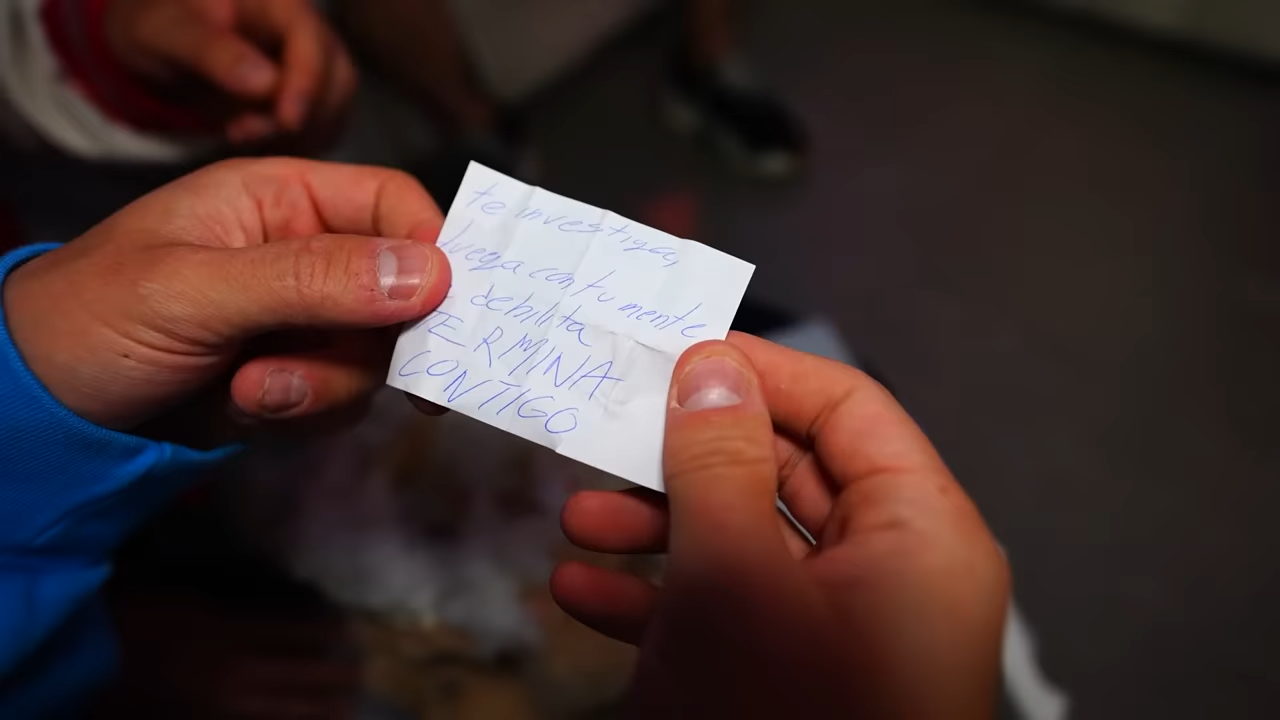 te investiga,
Juega con tu mente
debilita
TERMINA
CONTIGO